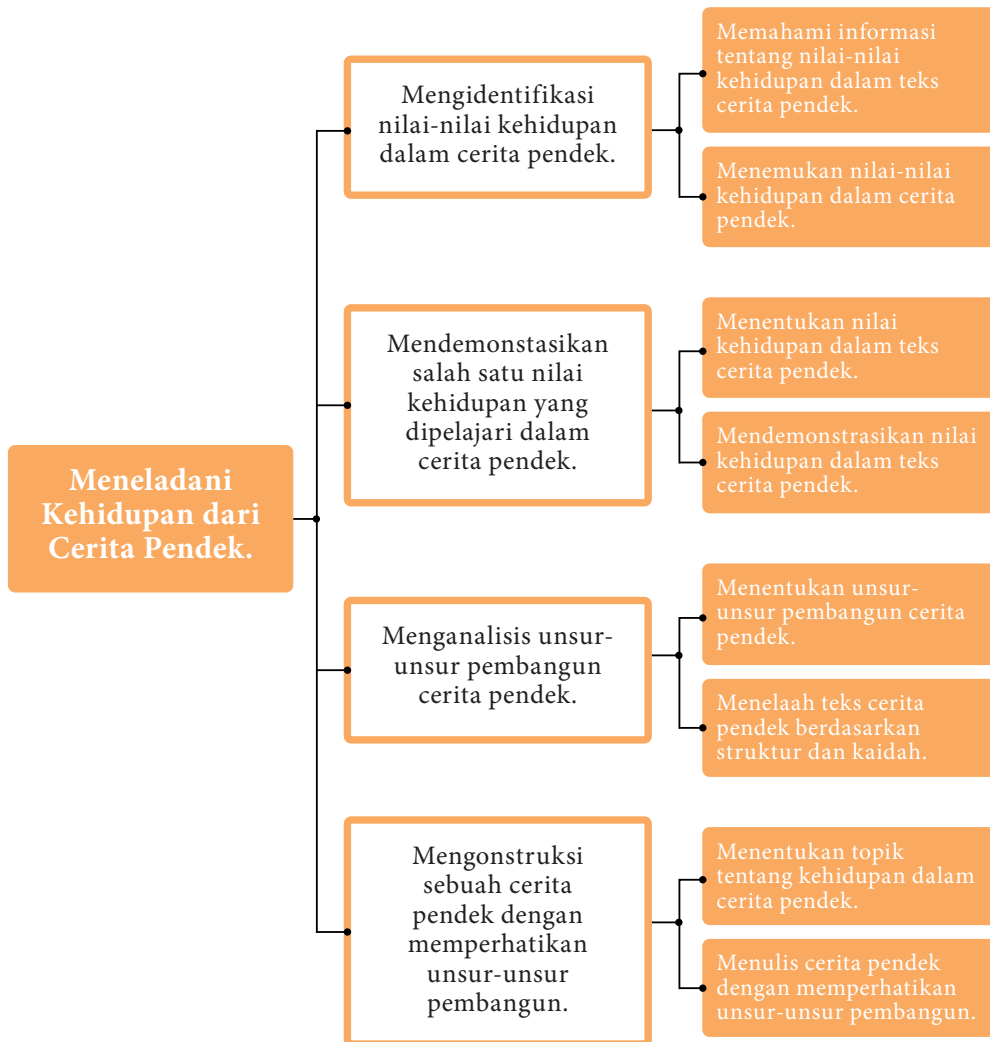 Meneladani
Kehidupan dari
Cerita Pendek.
Mengidentifikasi
nilai-nilai kehidupan
dalam cerita pendek.
Memahami informasi
tentang nilai-nilai
kehidupan dalam teks
cerita pendek.
Menemukan nilai-nilai
kehidupan dalam cerita
pendek.
Mendemonstasikan
salah satu nilai
kehidupan yang
dipelajari dalam
cerita pendek.
Menentukan nilai
kehidupan dalam teks
cerita pendek.
Mendemonstrasikan nilai
kehidupan dalam teks
cerita pendek.
Menganalisis unsur-
unsur pembangun
cerita pendek.
Menentukan unsur-
unsur pembangun cerita
pendek.
Menelaah teks cerita
pendek berdasarkan
struktur dan kaidah.
Mengonstruksi
sebuah cerita
pendek dengan
memperhatikan
unsur-unsur
pembangun.
Menentukan topik
tentang kehidupan dalam
cerita pendek.
Menulis cerita pendek
dengan memperhatikan
unsur-unsur pembangun.